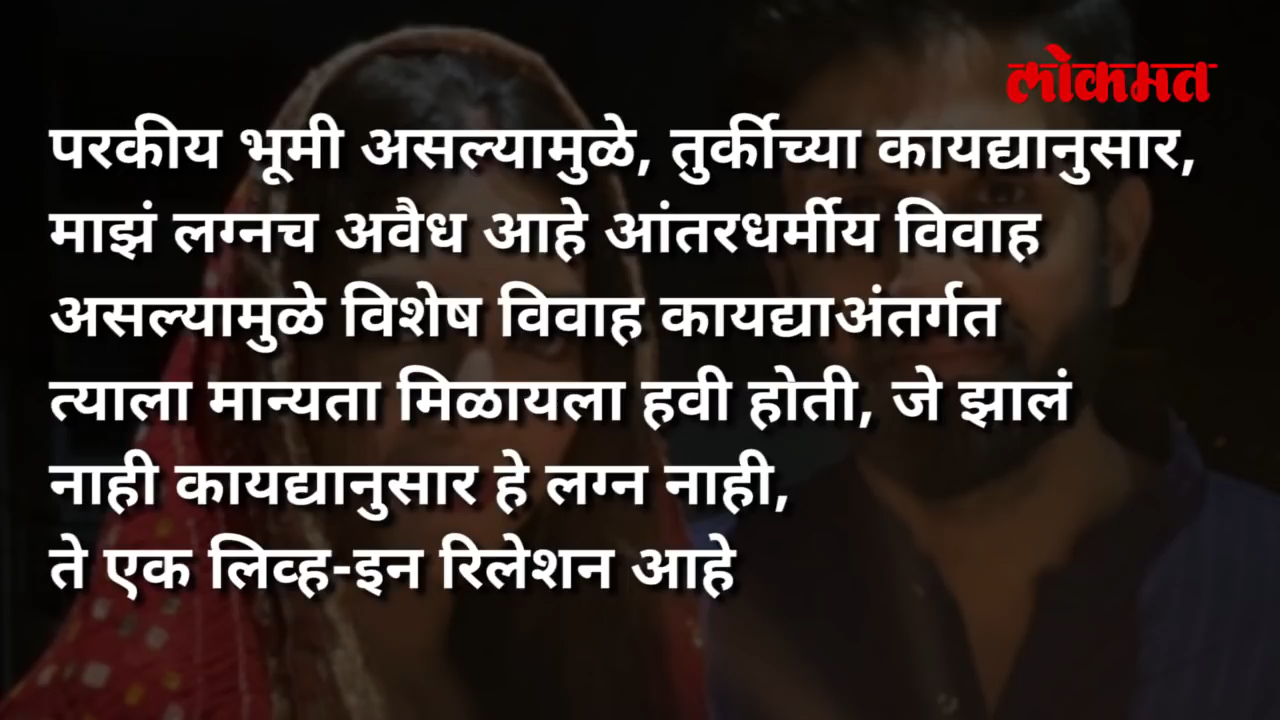 लोकमत
परकीय भूमी असल्यामुळे, तुर्कीच्या कायद्यानुसार,
माझं लग्नच अवैध आहे आंतरधर्मीय विवाह
असल्यामुळे विशेष विवाह कायद्याअंतर्गत
त्याला मान्यता मिळायला हवी होती, जे झालं
नाही कायद्यानुसार हे लग्न नाही,
ते एक लिव्ह-इन रिलेशन आहे